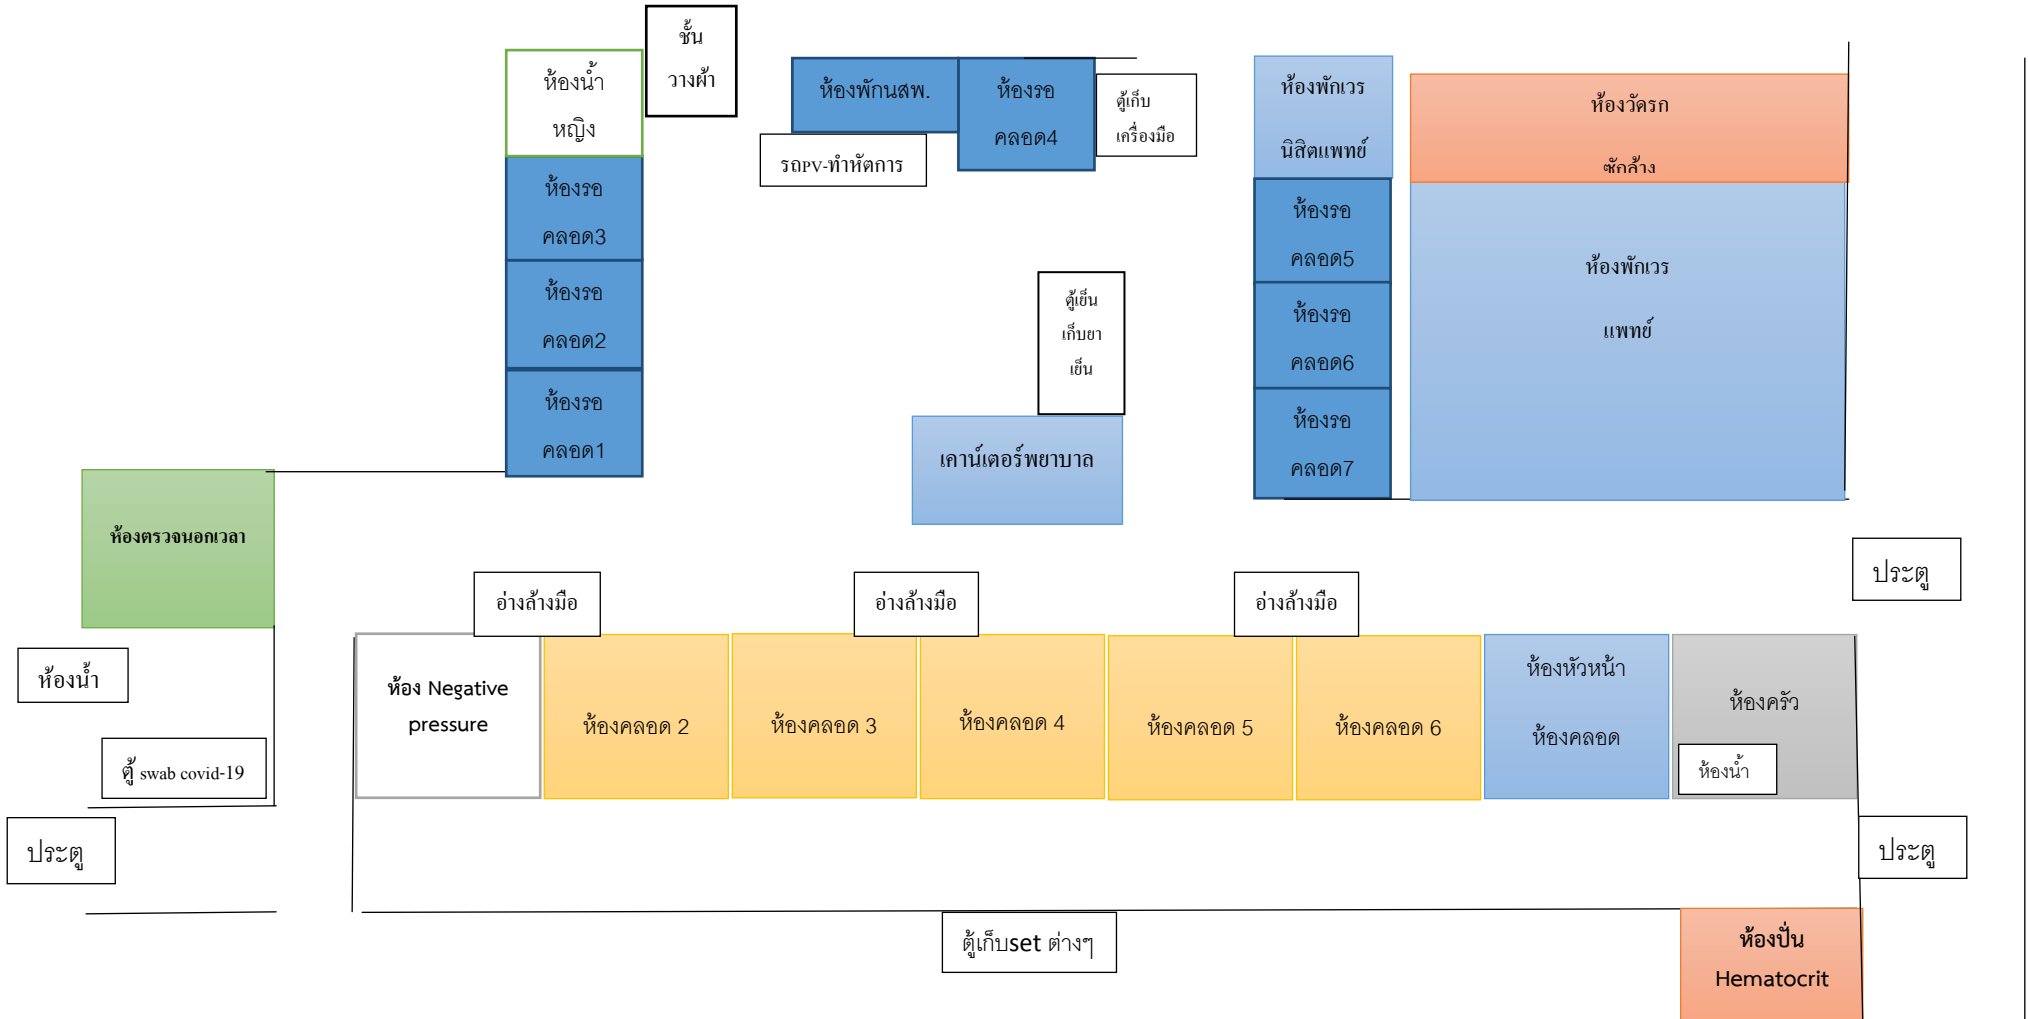 ชั้น
วางผ้า
ห้องน้ำ
หญิง
ห้องพักนสพ.
ห้องรอ
คลอด4
ตู้เก็บ
เครื่องมือ
รถPV-ทำหัตการ
ห้องพักเวร
นิสิตแพทย์
ห้องวัดรก
ซักล้าง
ห้องรอ
คลอด3
ห้องรอ
คลอด2
ห้องรอ
คลอด1
ห้องรอ
คลอด5
ห้องรอ
คลอด6
ห้องรอ
คลอด7
ห้องพักเวร
แพทย์
ตู้เย็น
เก็บยา
เย็น
เคาน์เตอร์พยาบาล
ห้องตรวจนอกเวลา
ประตู
อ่างล้างมือ
อ่างล้างมือ
อ่างล้างมือ
ห้องน้ำ
ตู้ swab covid-19
ห้อง Negative
pressure
ห้องคลอด 2
ห้องคลอด 3
ห้องคลอด 4
ห้องคลอด 5
ห้องคลอด 6
ห้องหัวหน้า
ห้องคลอด
ห้องครัว
ห้องน้ำ
ประตู
ประตู
ตู้เก็บset ต่างๆ
ห้องปั่น
Hematocrit